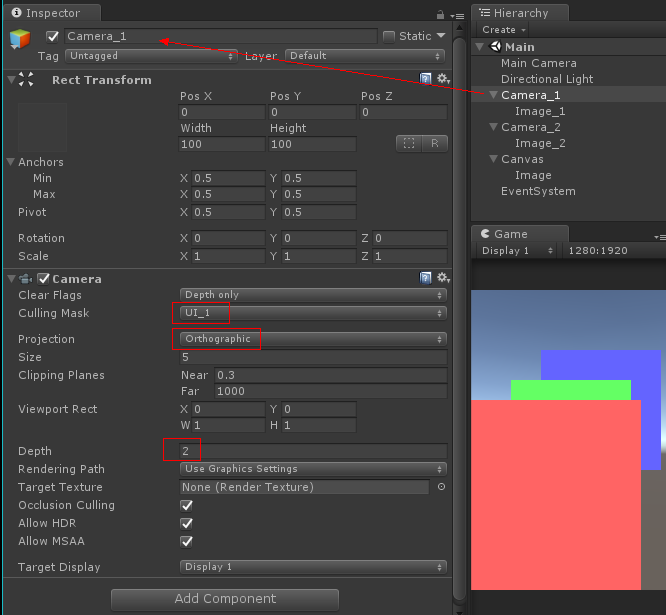 Inspector
Camera_1 Static
Tag Untagged Layer Default
Rect Transform
Pos X Pos Y Pos Z
0 0 0
Width Height
100 100 R
Anchors
Min X 0.5 Y 0.5
Max X 0.5 Y 0.5
Pivot X 0.5 Y 0.5
Rotation X 0 Y 0 Z 0
Scale X 1 Y 1 Z 1
Camera
Clear Flags Depth only
Culling Mask UI_1
Projection Orthographic
Size 5
Clipping Planes Near 0.3
Far 1000
Viewport Rect X 0 Y 0
W 1 H 1
Depth 2
Rendering Path Use Graphics Settings
Target Texture None (Render Texture)
Occlusion Culling
Allow HDR
Allow MSAA
Target Display Display 1
Add Component
Hierarchy
Create
Main
Main Camera
Directional Light
Camera_1
Image_1
Camera_2
Image_2
Canvas
Image
EventSystem
Game
Display 1 1280:1920